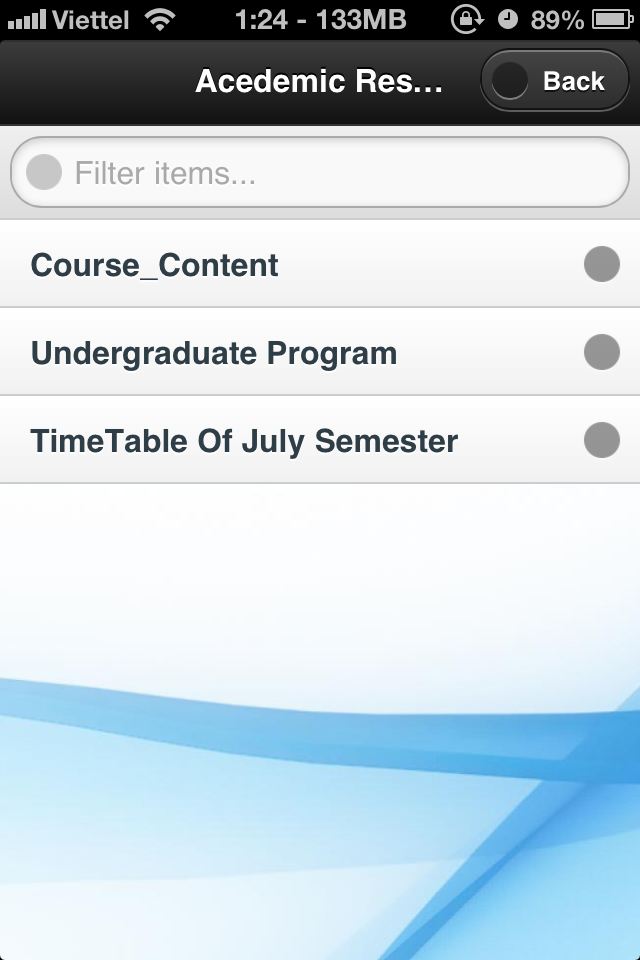 Viettel 1:24 - 133MB 89%
Acedemic Res... Back
Filter items...
Course_Content
Undergraduate Program
TimeTable Of July Semester